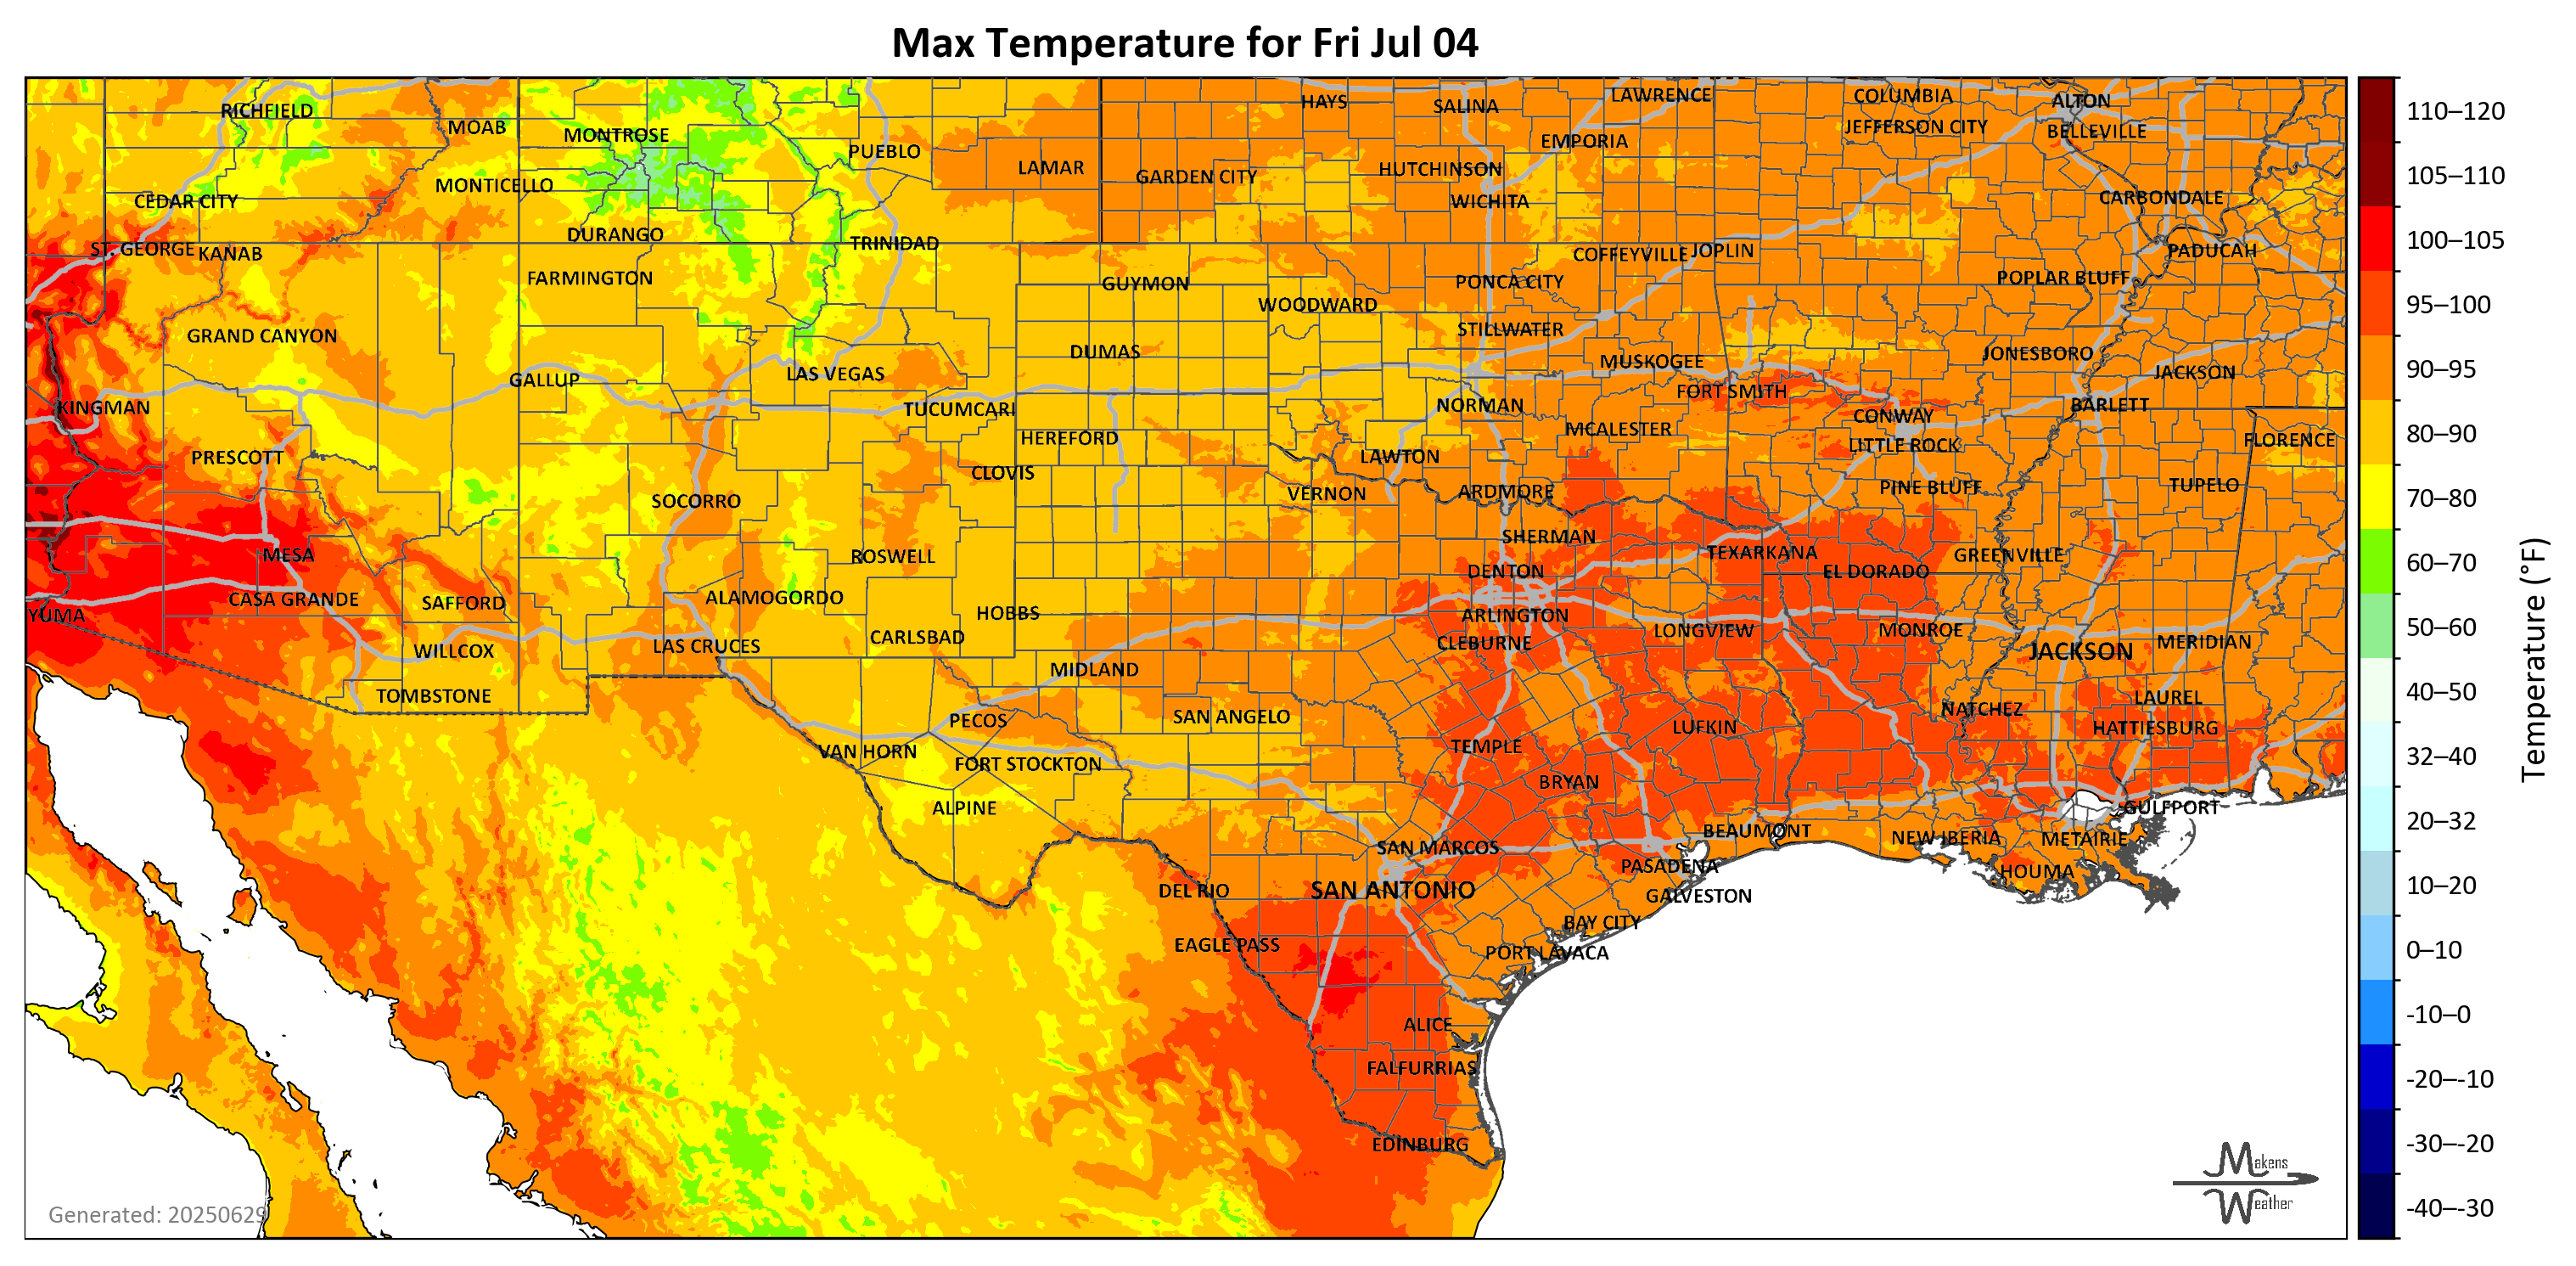 Max Temperature for Fri Jul 04
RICHFIELD
MOAB
MONTROSE
PUEBLO
LAMAR
HAYS
SALINA
LAWRENCE
COLUMBIA
ALTON
GARDEN CITY
HUTCHINSON
EMPORIA
JEFFERSON CITY
BELLEVILLE
CEDAR CITY
MONTICELLO
WICHITA
CARBONDALE
ST. GEORGE
KANAB
DURANGO
TRINIDAD
COFFEYVILLE
JOPLIN
PADUCAH
FARMINGTON
GUYMON
PONCA CITY
POPLAR BLUFF
WOODWARD
GRAND CANYON
DUMAS
STILLWATER
MUSKOGEE
JONESBORO
GALLUP
LAS VEGAS
FORT SMITH
JACKSON
KINGMAN
TUCUMCARI
NORMAN
CONWAY
BARLETT
PRESCOTT
HEREFORD
MCALESTER
LITTLE ROCK
FLORENCE
CLOVIS
LAWTON
SOCORRO
VERNON
ARDMORE
PINE BLUFF
TUPELO
MESA
ROSWELL
SHERMAN
TEXARKANA
GREENVILLE
CASA GRANDE
SAFFORD
ALAMOGORDO
DENTON
EL DORADO
YUMA
HOBBS
ARLINGTON
WILLCOX
LAS CRUCES
CARLSBAD
CLEBURNE
LONGVIEW
MONROE
JACKSON
MERIDIAN
TOMBSTONE
MIDLAND
PECOS
SAN ANGELO
LUFKIN
NATCHEZ
LAUREL
HATTIESBURG
VAN HORN
FORT STOCKTON
TEMPLE
ALPINE
BRYAN
GULFPORT
SAN MARCOS
BEAUMONT
NEW IBERIA
METAIRIE
DEL RIO
SAN ANTONIO
PASADENA
HOUMA
GALVESTON
EAGLE PASS
BAY CITY
PORT LAVACA
ALICE
FALFURRIAS
EDINBURG
Generated: 20250629
Makens
Weather
110–120
105–110
100–105
95–100
90–95
80–90
70–80
60–70
50–60
40–50
32–40
20–32
10–20
0–10
-10–0
-20–-10
-30–-20
-40–-30
Temperature (°F)